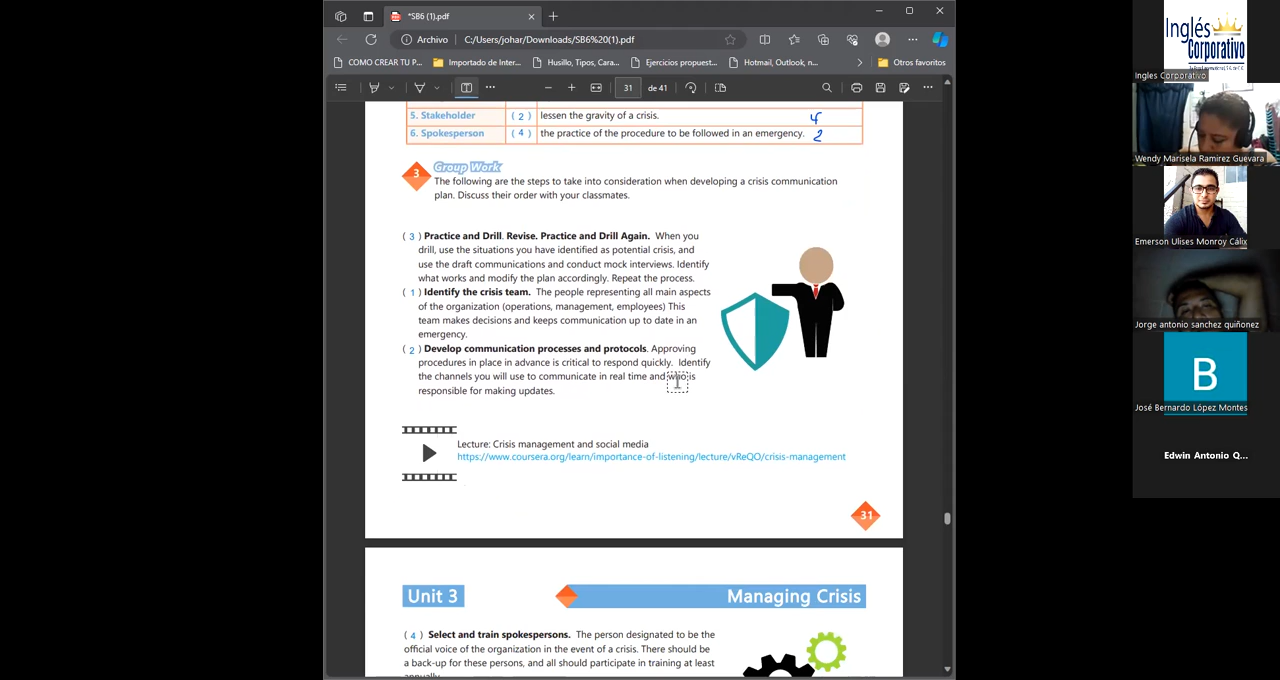 *SB6 (1).pdf
Archivo
C:/Users/johar/Downloads/SB6%20(1).pdf
COMO CREAR TU P...
Importado de Inter...
Husillo, Tipos, Cara...
Ejercicios propuest...
Hotmail, Outlook, n...
Otros favoritos
31
de 41
5. Stakeholder
( 2 )
lessen the gravity of a crisis.
4
6. Spokesperson
( 4 )
the practice of the procedure to be followed in an emergency.
2
3
Group Work
The following are the steps to take into consideration when developing a crisis communication
plan. Discuss their order with your classmates.
( 3 ) Practice and Drill. Revise. Practice and Drill Again. When you
drill, use the situations you have identified as potential crisis, and
use the draft communications and conduct mock interviews. Identify
what works and modify the plan accordingly. Repeat the process.
( 1 ) Identify the crisis team. The people representing all main aspects
of the organization (operations, management, employees) This
team makes decisions and keeps communication up to date in an
emergency.
( 2 ) Develop communication processes and protocols. Approving
procedures in place in advance is critical to respond quickly. Identify
the channels you will use to communicate in real time and who is
responsible for making updates.
Lecture: Crisis management and social media
https://www.coursera.org/learn/importance-of-listening/lecture/vReQO/crisis-management
31
Unit 3
Managing Crisis
( 4 ) Select and train spokespersons. The person designated to be the
official voice of the organization in the event of a crisis. There should be
a back-up for these persons, and all should participate in training at least
annually.
Inglés
Corporativo
Ingles Corporativo
Wendy Marisela Ramirez Guevara
Emerson Ulises Monroy Cálix
Jorge antonio sanchez quiñonez
B
José Bernardo López Montes
Edwin Antonio Q...